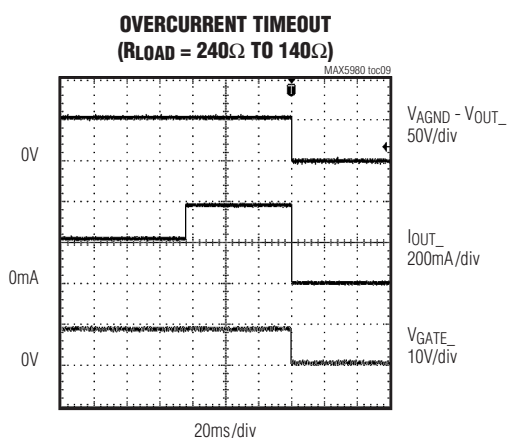 OVERCURRENT TIMEOUT
(RLOAD = 240Ω TO 140Ω)
MAX5980 toc09
T
VAGND - VOUT_
50V/div
0V
IOUT_
200mA/div
0mA
VGATE_
10V/div
0V
20ms/div